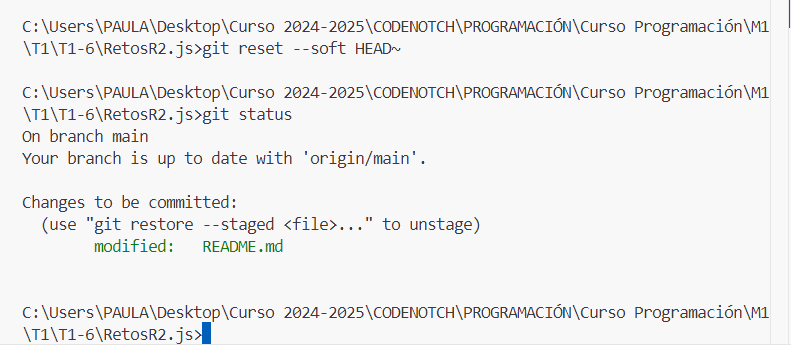 C:\Users\PAULA\Desktop\Curso 2024-2025\CODENOTCH\PROGRAMACIÓN\Curso Programación\M1
\T1\T1-6\RetosR2.js>git reset --soft HEAD~
C:\Users\PAULA\Desktop\Curso 2024-2025\CODENOTCH\PROGRAMACIÓN\Curso Programación\M1
\T1\T1-6\RetosR2.js>git status
On branch main
Your branch is up to date with 'origin/main'.
Changes to be committed:
  (use "git restore --staged <file>..." to unstage)
        modified:   README.md
C:\Users\PAULA\Desktop\Curso 2024-2025\CODENOTCH\PROGRAMACIÓN\Curso Programación\M1
\T1\T1-6\RetosR2.js>